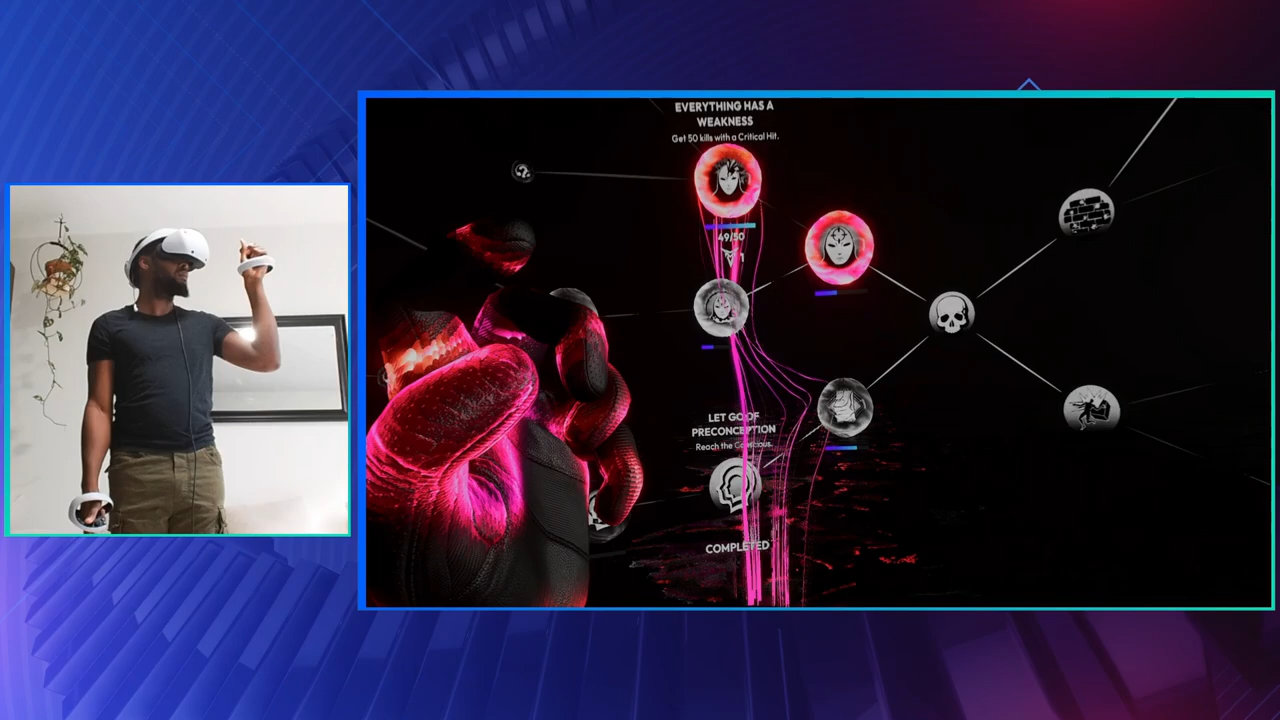 EVERYTHING HAS A
WEAKNESS
Get 50 kills with a Critical Hit.
49/50
1
LET GO OF
PRECONCEPTION
Reach the Conscious.
COMPLETED